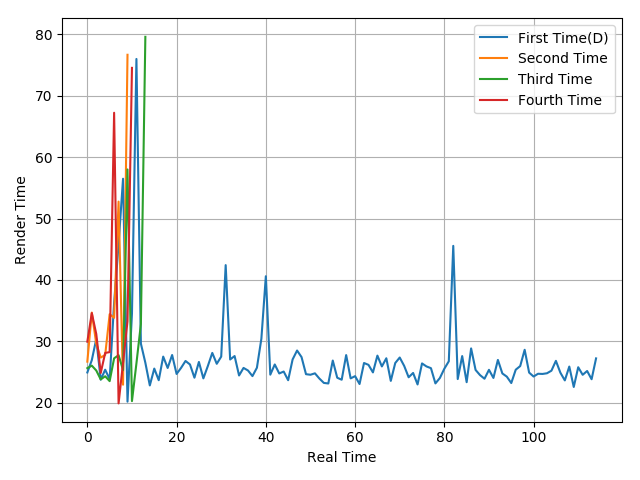 80
70
60
50
40
30
20
Render Time
0 20 40 60 80 100
Real Time
First Time(D)
Second Time
Third Time
Fourth Time